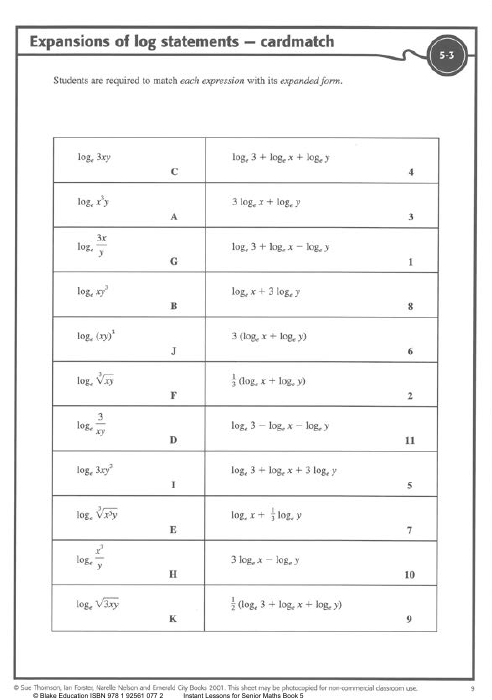 Expansions of log statements – cardmatch
5-3
Students are required to match each expression with its expanded form.
logₑ 3xy C logₑ 3 + logₑ x + logₑ y 4
logₑ x³y A 3 logₑ x + logₑ y 3
logₑ 3x/y G logₑ 3 + logₑ x − logₑ y 1
logₑ xy³ B logₑ x + 3 logₑ y 8
logₑ (xy)³ J 3 (logₑ x + logₑ y) 6
logₑ ∛xy F ⅓ (logₑ x + logₑ y) 2
logₑ 3/xy D logₑ 3 − logₑ x − logₑ y 11
logₑ 3xy³ I logₑ 3 + logₑ x + 3 logₑ y 5
logₑ ∛x³y E logₑ x + ⅓ logₑ y 7
logₑ x³/y H 3 logₑ x − logₑ y 10
logₑ √3xy K ½ (logₑ 3 + logₑ x + logₑ y) 9
© Sue Thomson, Ian Forster, Narelle Nelson and Emerald City Books 2001. This sheet may be photocopied for non-commercial classroom use. 9
© Blake Education ISBN 978 1 92561 077 2 Instant Lessons for Senior Maths Book 5